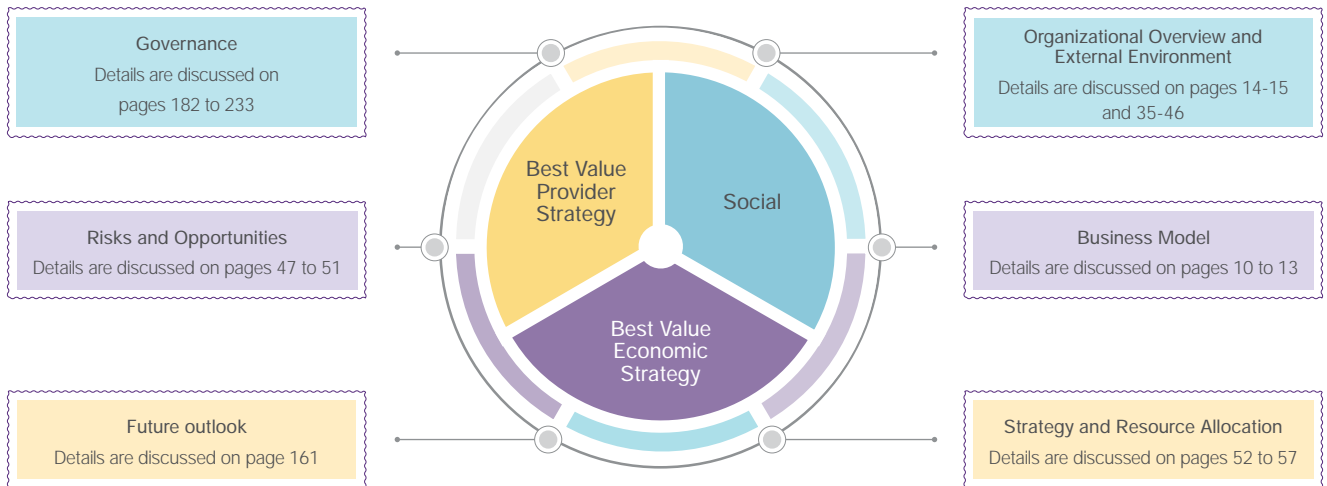 Governance
Details are discussed on
pages 182 to 233
Organizational Overview and
External Environment
Details are discussed on pages 14-15
and 35-46
Best Value
Provider
Strategy
Social
Risks and Opportunities
Details are discussed on pages 47 to 51
Business Model
Details are discussed on pages 10 to 13
Best Value
Economic
Strategy
Future outlook
Details are discussed on page 161
Strategy and Resource Allocation
Details are discussed on pages 52 to 57